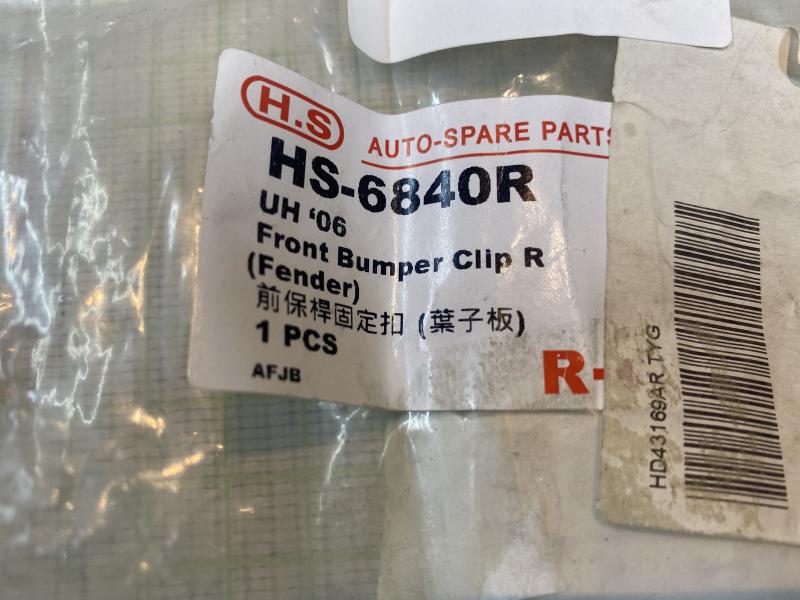 H.S
AUTO-SPARE PARTS
HS-6840R
UH '06
Front Bumper Clip R
(Fender)
前保桿固定扣 (葉子板)
1 PCS
AFJB
R-
HD43169AR TYG